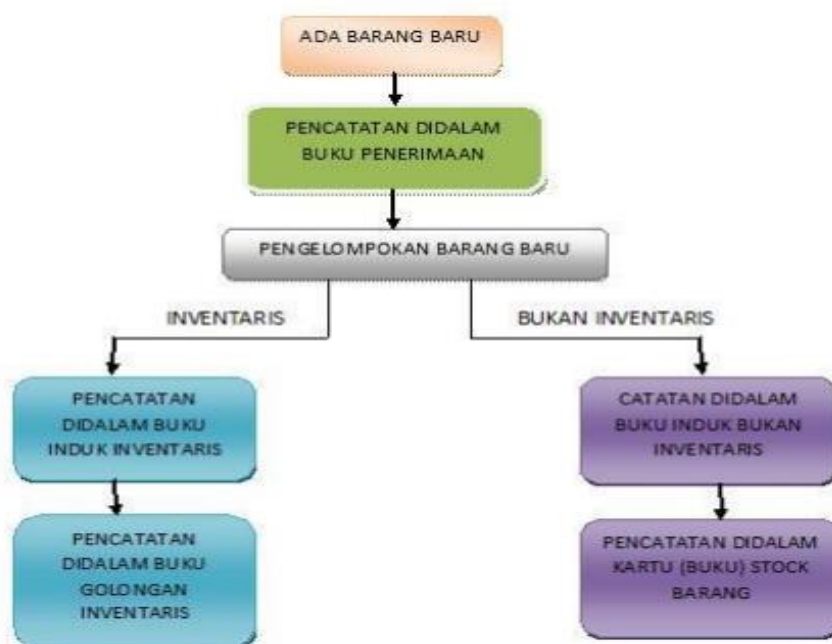 ADA BARANG BARU
PENCATATAN DIDALAM
BUKU PENERIMAAN
PENGELOMPOKAN BARANG BARU
INVENTARIS
BUKAN INVENTARIS
PENCATATAN
DIDALAM BUKU
INDUK INVENTARIS
CATATAN DIDALAM
BUKU INDUK BUKAN
INVENTARIS
PENCATATAN
DIDALAM BUKU
GOLONGAN
INVENTARIS
PENCATATAN DIDALAM
KARTU (BUKU) STOCK
BARANG